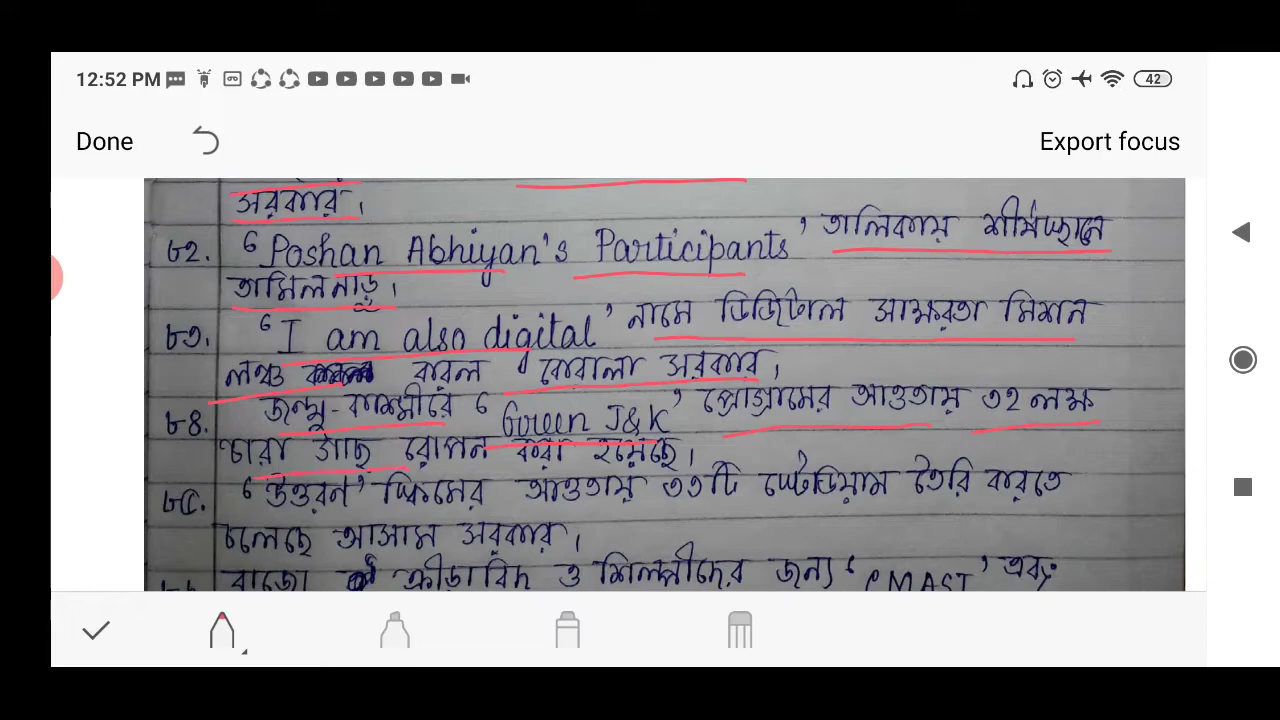 12:52 PM
42
Done
Export focus
সরকার।
৮২. ‘Poshan Abhiyan's Participants’ তালিকায় শীর্ষস্থানে
তামিলনাড়ু।
৮৩. ‘I am also digital’ নামে ডিজিটাল সাক্ষরতা মিশন
লঞ্চ করল কেরালা সরকার।
৮৪. জম্মু-কাশ্মীরে ‘Green J&K’ প্রোগ্রামের আওতায় ৩২ লক্ষ
চারা গাছ রোপন করা হয়েছে।
৮৫. ‘উত্তরন’ স্কিমের আওতায় ৩৩টি স্টেডিয়াম তৈরি করতে
চলেছে আসাম সরকার।
রাজ্যে ক্রীড়াবিদ ও শিল্পীদের জন্য ‘ এবং